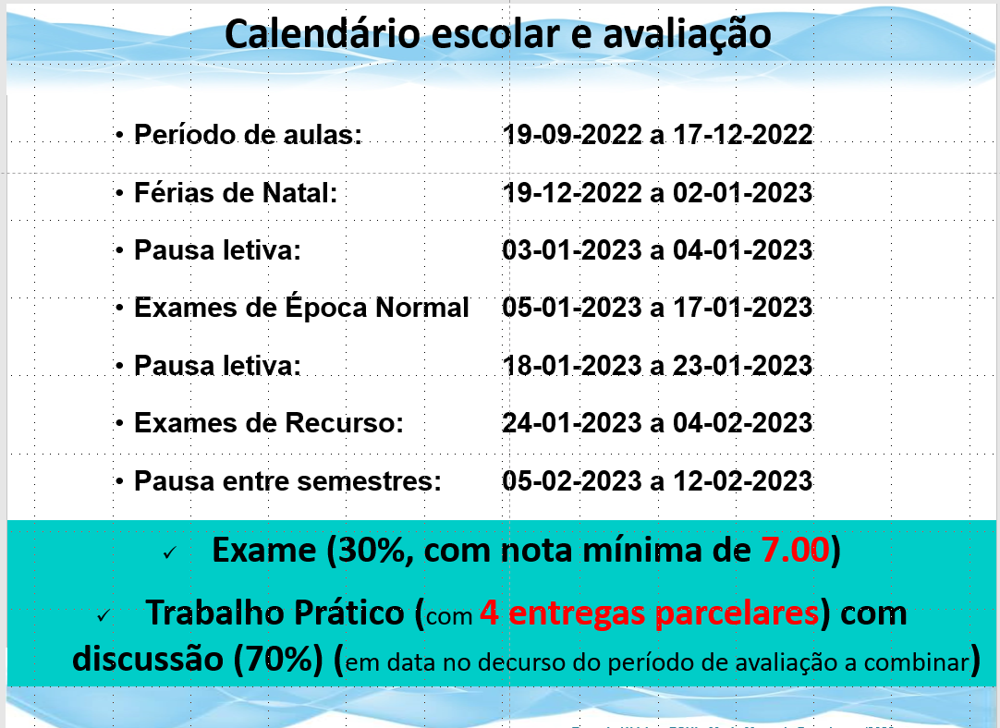 Calendário escolar e avaliação
• Período de aulas: 19-09-2022 a 17-12-2022
• Férias de Natal: 19-12-2022 a 02-01-2023
• Pausa letiva: 03-01-2023 a 04-01-2023
• Exames de Época Normal 05-01-2023 a 17-01-2023
• Pausa letiva: 18-01-2023 a 23-01-2023
• Exames de Recurso: 24-01-2023 a 04-02-2023
• Pausa entre semestres: 05-02-2023 a 12-02-2023
✓ Exame (30%, com nota mínima de 7.00)
✓ Trabalho Prático (com 4 entregas parcelares) com
discussão (70%) (em data no decurso do período de avaliação a combinar)